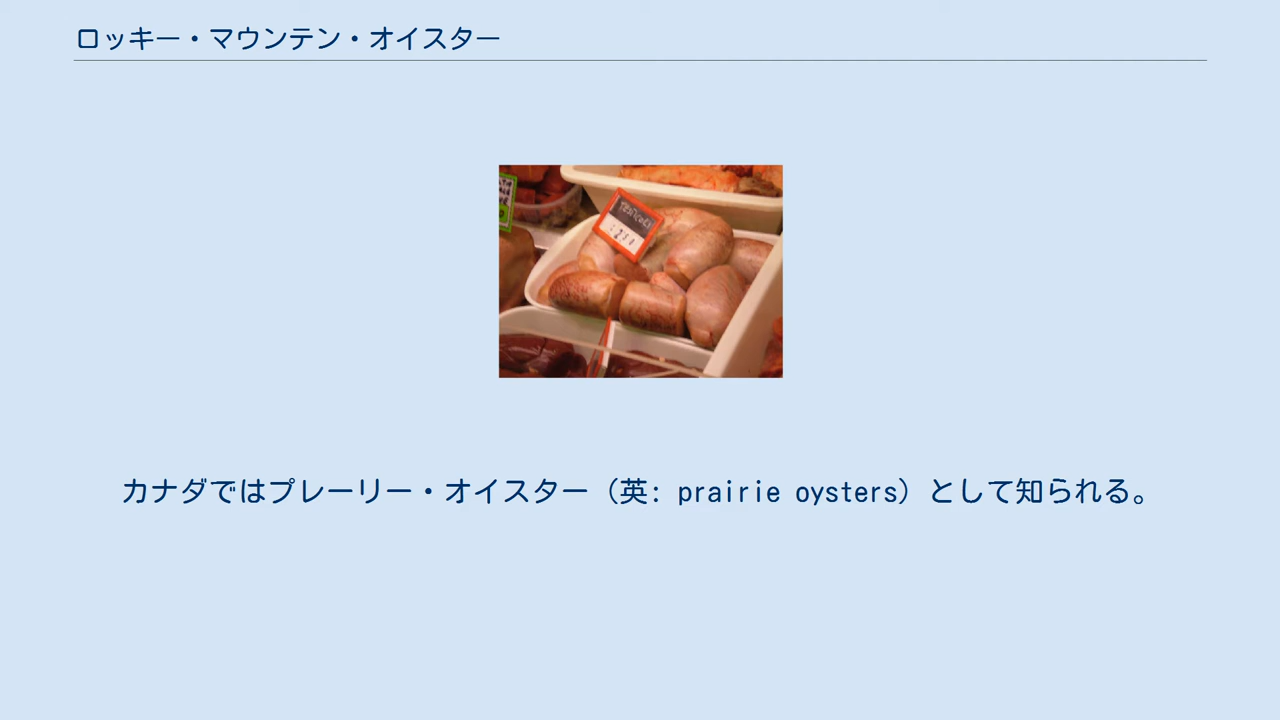 ロッキー・マウンテン・オイスター
カナダではプレーリー・オイスター（英: prairie oysters）として知られる。